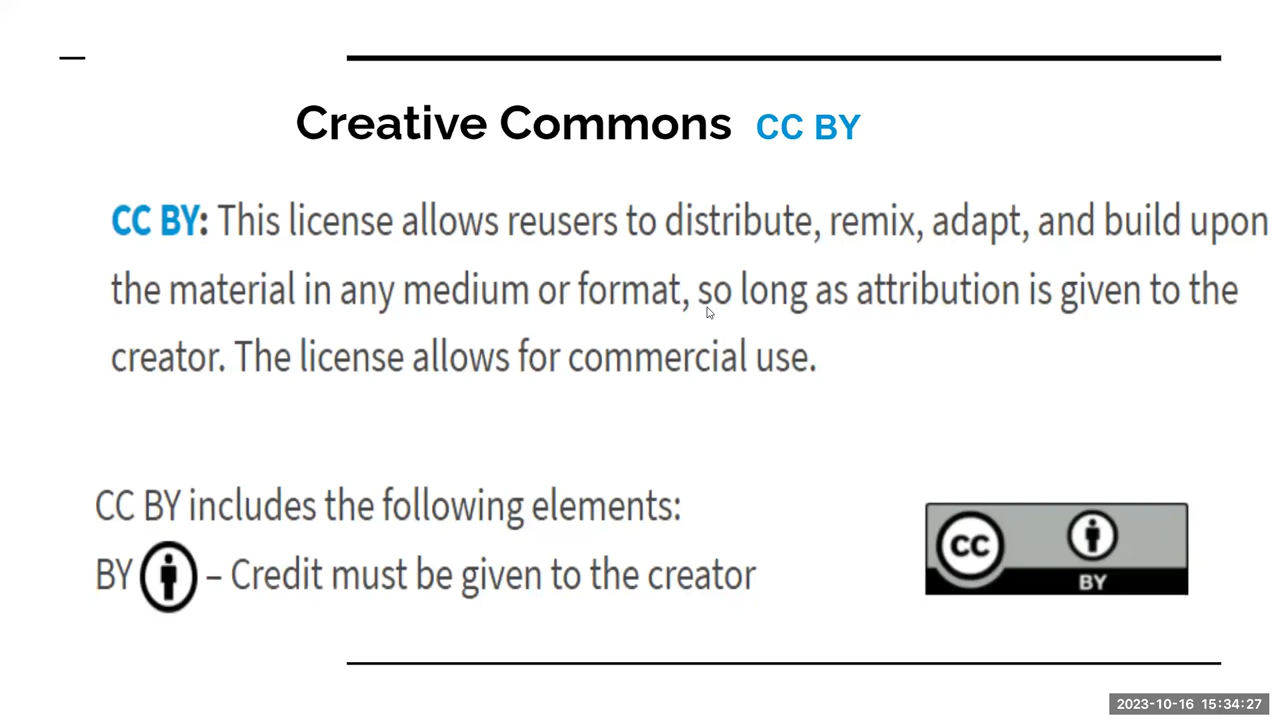 Creative Commons CC BY
CC BY: This license allows reusers to distribute, remix, adapt, and build upon
the material in any medium or format, so long as attribution is given to the
creator. The license allows for commercial use.
CC BY includes the following elements:
BY – Credit must be given to the creator
CC
BY
2023-10-16 15:34:27